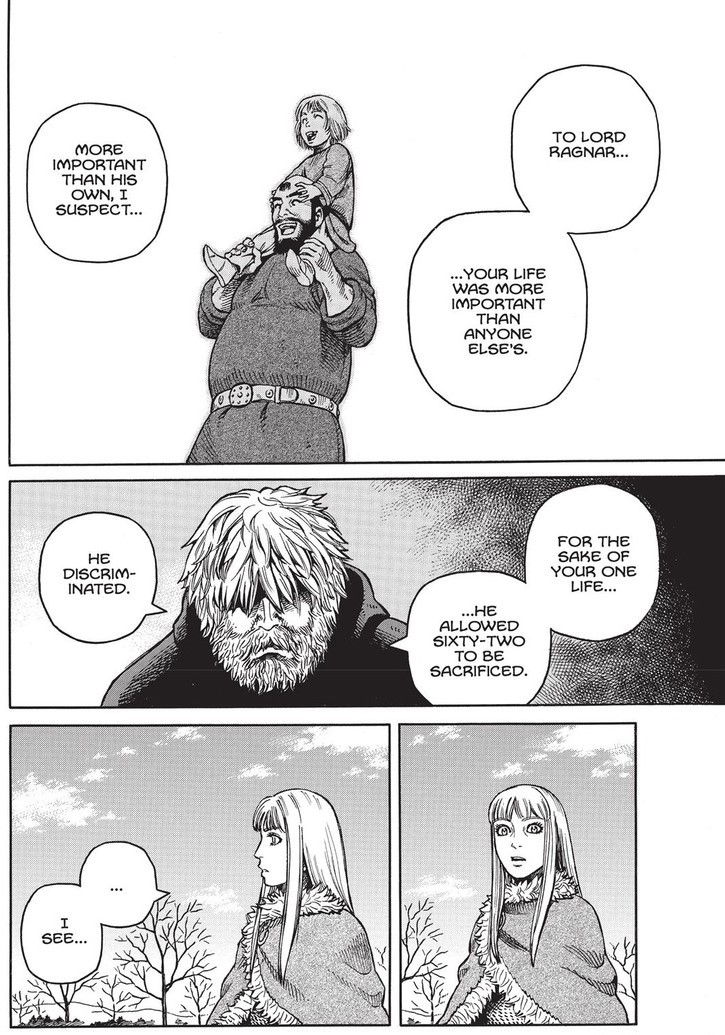 TO LORD
RAGNAR...
...YOUR LIFE
WAS MORE
IMPORTANT
THAN
ANYONE
ELSE'S.
MORE
IMPORTANT
THAN HIS
OWN, I
SUSPECT...
FOR THE
SAKE OF
YOUR ONE
LIFE...
...HE
ALLOWED
SIXTY-TWO
TO BE
SACRIFICED.
HE
DISCRIM-
INATED.
...
I
SEE...